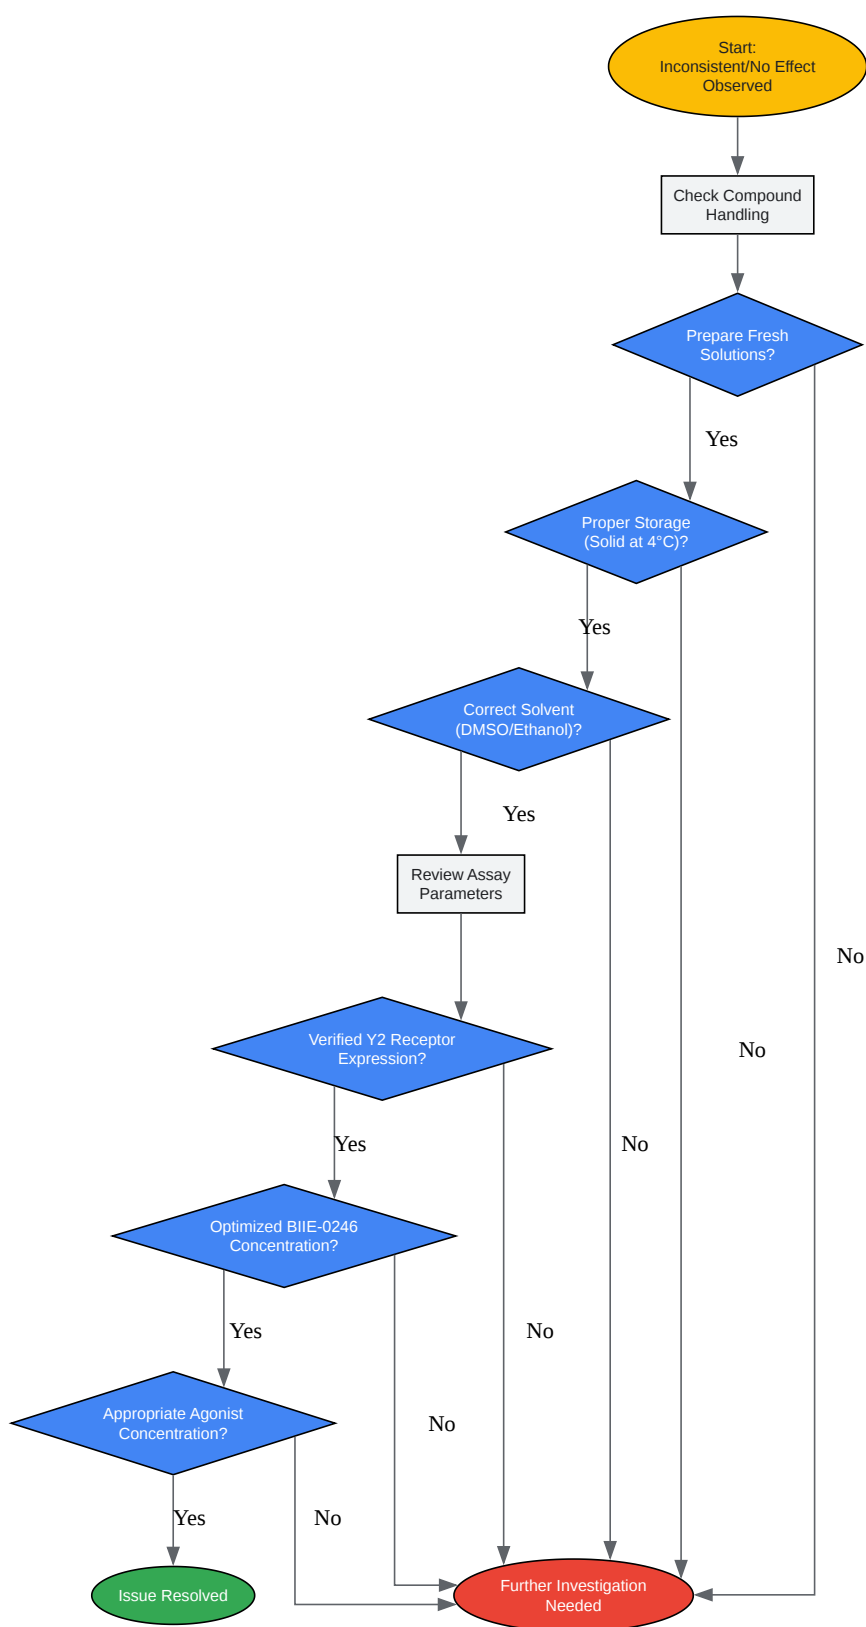 Start:
Inconsistent/No Effect
Observed
Check Compound
Handling
Prepare Fresh
Solutions?
Yes
Proper Storage
(Solid at 4°C)?
Yes
Correct Solvent
(DMSO/Ethanol)?
Yes
Review Assay
Parameters
No
Verified Y2 Receptor
Expression?
No
Yes
No
Optimized BIIE-0246
Concentration?
Yes
No
Appropriate Agonist
Concentration?
No
Yes
No
Issue Resolved
Further Investigation
Needed